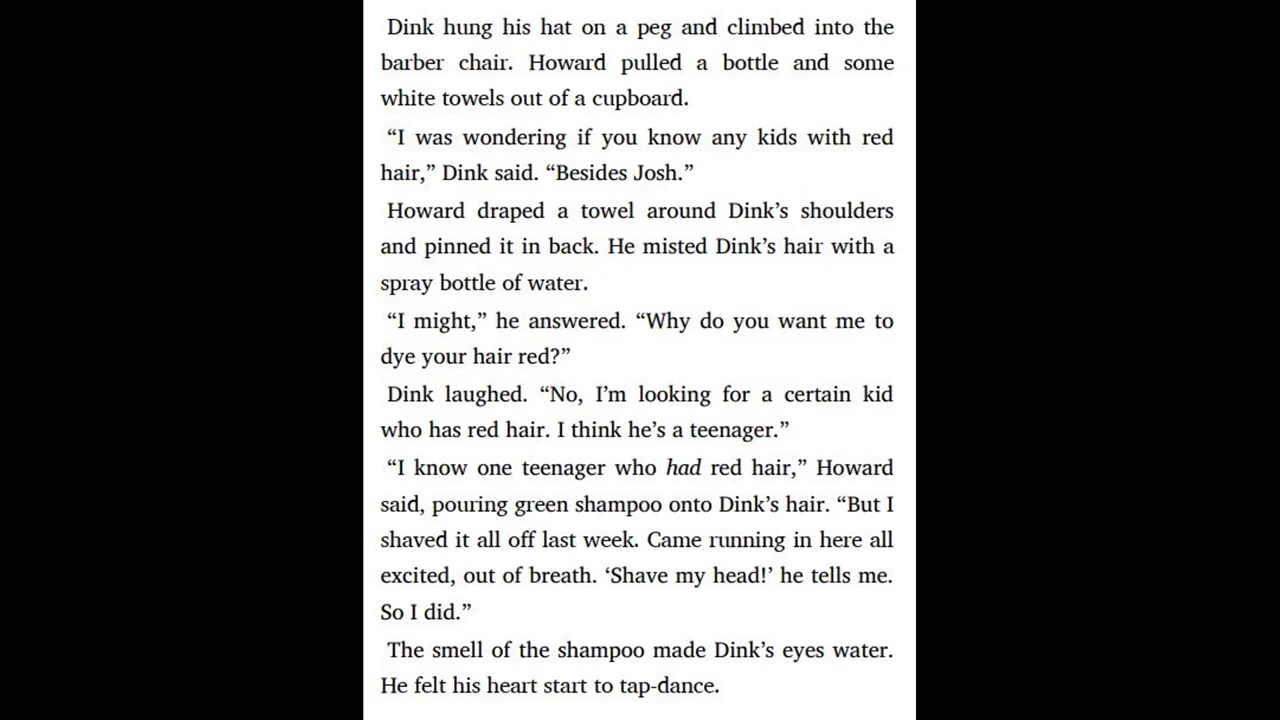 Dink hung his hat on a peg and climbed into the
barber chair. Howard pulled a bottle and some
white towels out of a cupboard.
“I was wondering if you know any kids with red
hair,” Dink said. “Besides Josh.”
Howard draped a towel around Dink’s shoulders
and pinned it in back. He misted Dink’s hair with a
spray bottle of water.
“I might,” he answered. “Why do you want me to
dye your hair red?”
Dink laughed. “No, I’m looking for a certain kid
who has red hair. I think he’s a teenager.”
“I know one teenager who had red hair,” Howard
said, pouring green shampoo onto Dink’s hair. “But I
shaved it all off last week. Came running in here all
excited, out of breath. ‘Shave my head!’ he tells me.
So I did.”
The smell of the shampoo made Dink’s eyes water.
He felt his heart start to tap-dance.